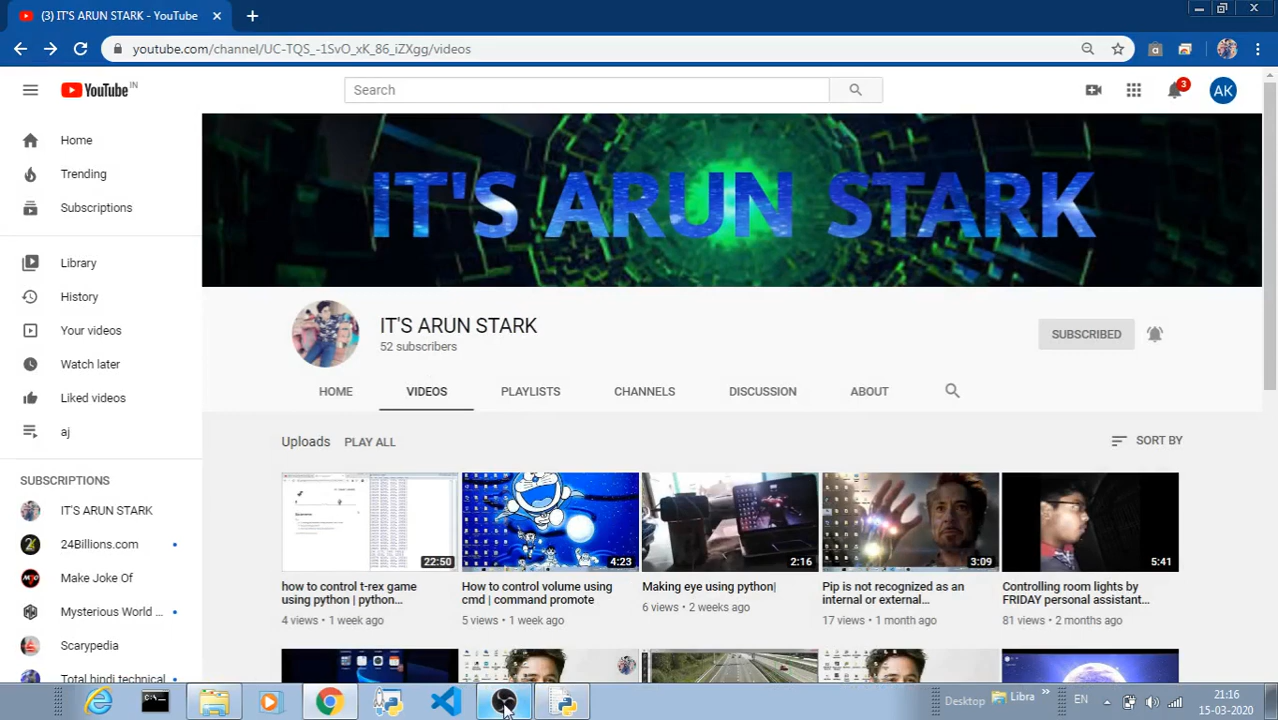 (3) IT'S ARUN STARK - YouTube
youtube.com/channel/UC-TQS_-1SvO_xK_86_iZXgg/videos
YouTube IN
Search
3
AK
Home
Trending
Subscriptions
Library
History
Your videos
Watch later
Liked videos
aj
SUBSCRIPTIONS
IT'S ARUN STARK
24Billions.com
Make Joke Of
Mysterious World ...
Scarypedia
Total hindi technical
IT'S ARUN STARK
IT'S ARUN STARK
52 subscribers
SUBSCRIBED
HOME VIDEOS PLAYLISTS CHANNELS DISCUSSION ABOUT
Uploads PLAY ALL SORT BY
22:50
4:23
2:16
3:09
5:41
how to control t-rex game
using python | python...
4 views • 1 week ago
How to control volume using
cmd | command promote
5 views • 1 week ago
Making eye using python|
6 views • 2 weeks ago
Pip is not recognized as an
internal or external...
17 views • 1 month ago
Controlling room lights by
FRIDAY personal assistant...
81 views • 2 months ago
Desktop Libra EN
21:16
15-03-2020